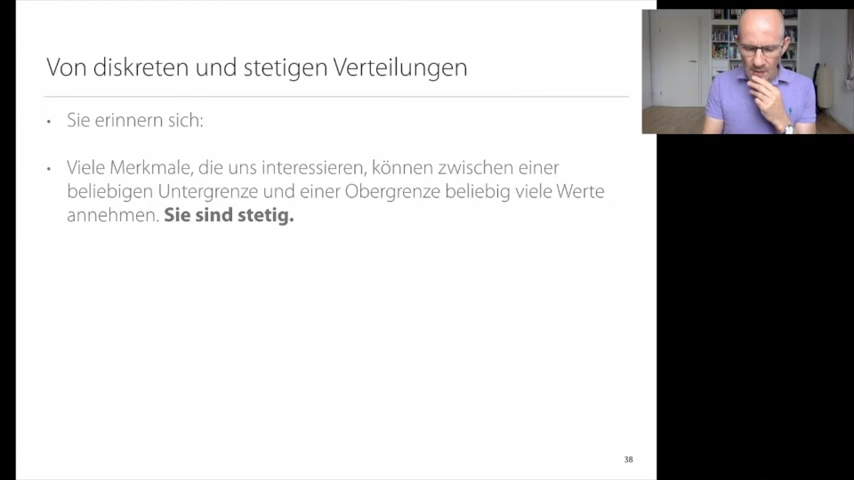 Von diskreten und stetigen Verteilungen
• Sie erinnern sich:
• Viele Merkmale, die uns interessieren, können zwischen einer
beliebigen Untergrenze und einer Obergrenze beliebig viele Werte
annehmen. Sie sind stetig.
38